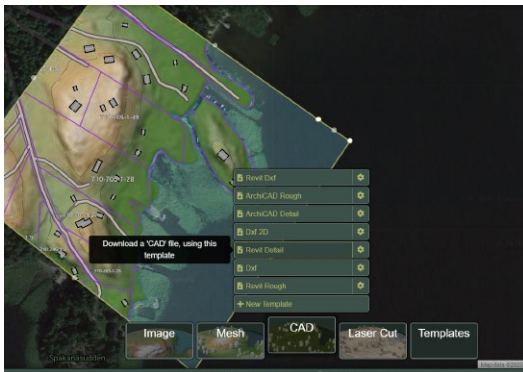 Revit Dxf
ArchiCAD Rough
ArchiCAD Detail
Dxf 2D
Download a 'CAD' file, using this
template
Revit Detail
Dxf
Revit Rough
+ New Template
Image
Mesh
CAD
Laser Cut
Templates
Spakanäsudden